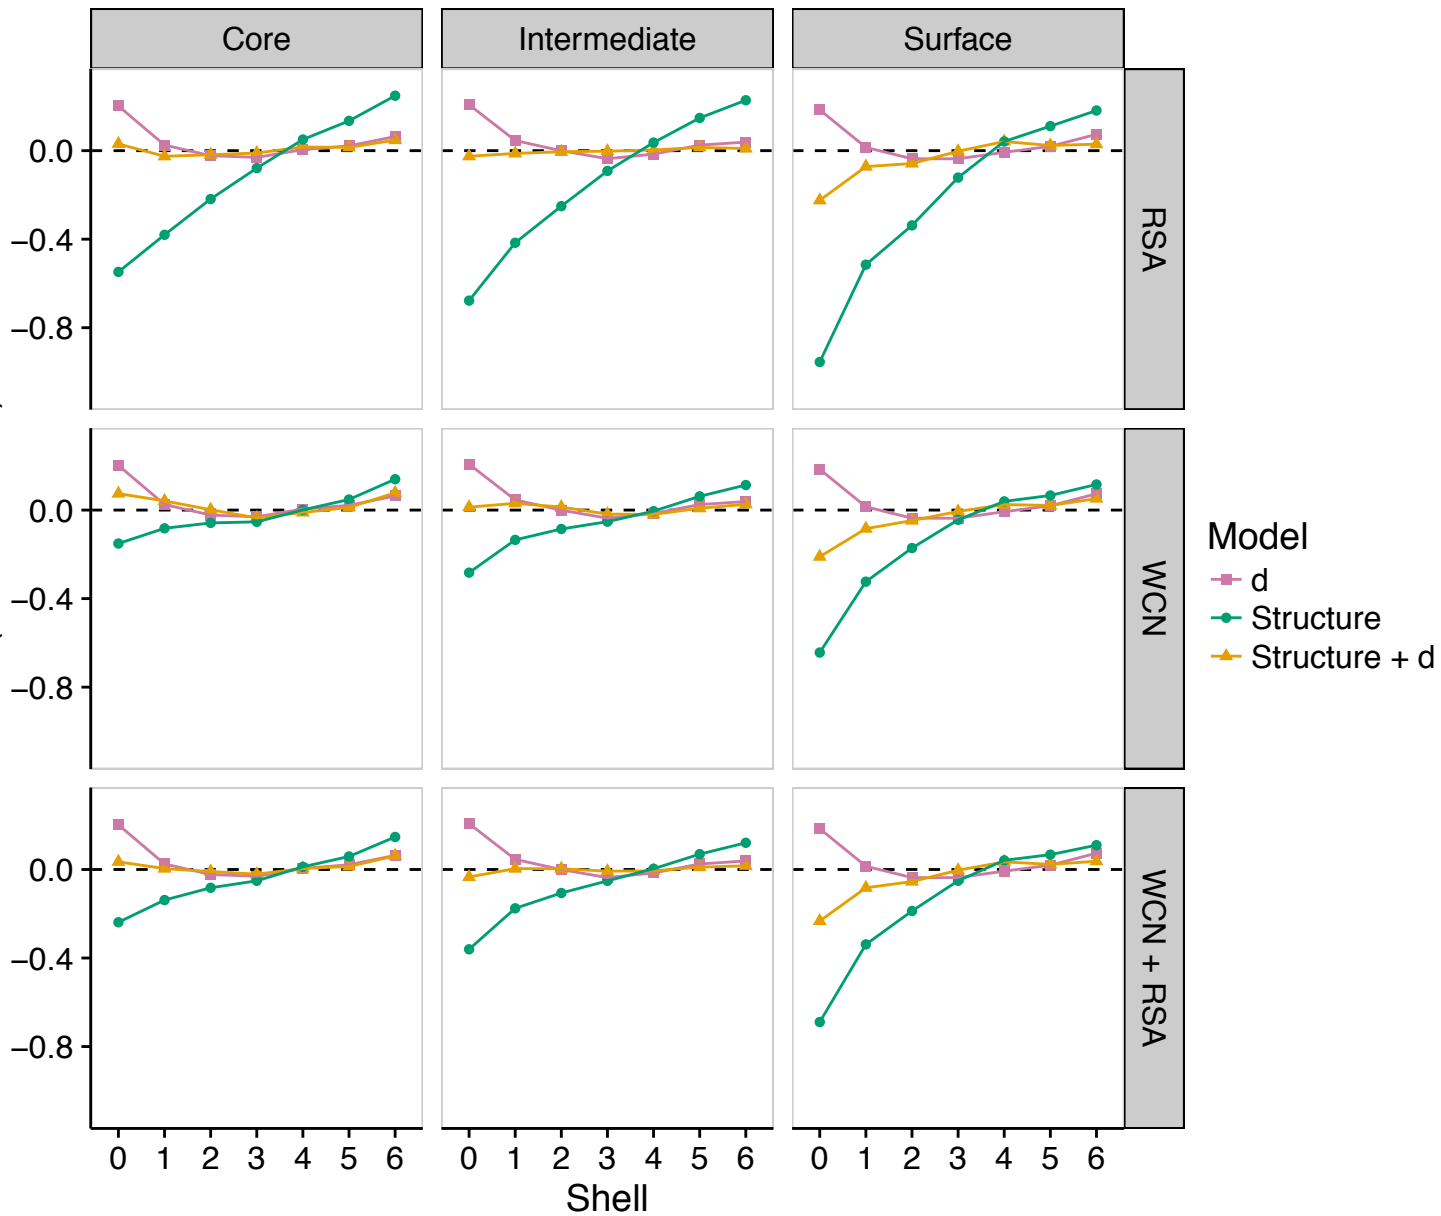 Core Intermediate Surface
0.0
−0.4
−0.8
RSA
0.0
−0.4
−0.8
WCN
0.0
−0.4
−0.8
WCN + RSA
0 1 2 3 4 5 6 0 1 2 3 4 5 6 0 1 2 3 4 5 6
Shell
Model
d
Structure
Structure + d